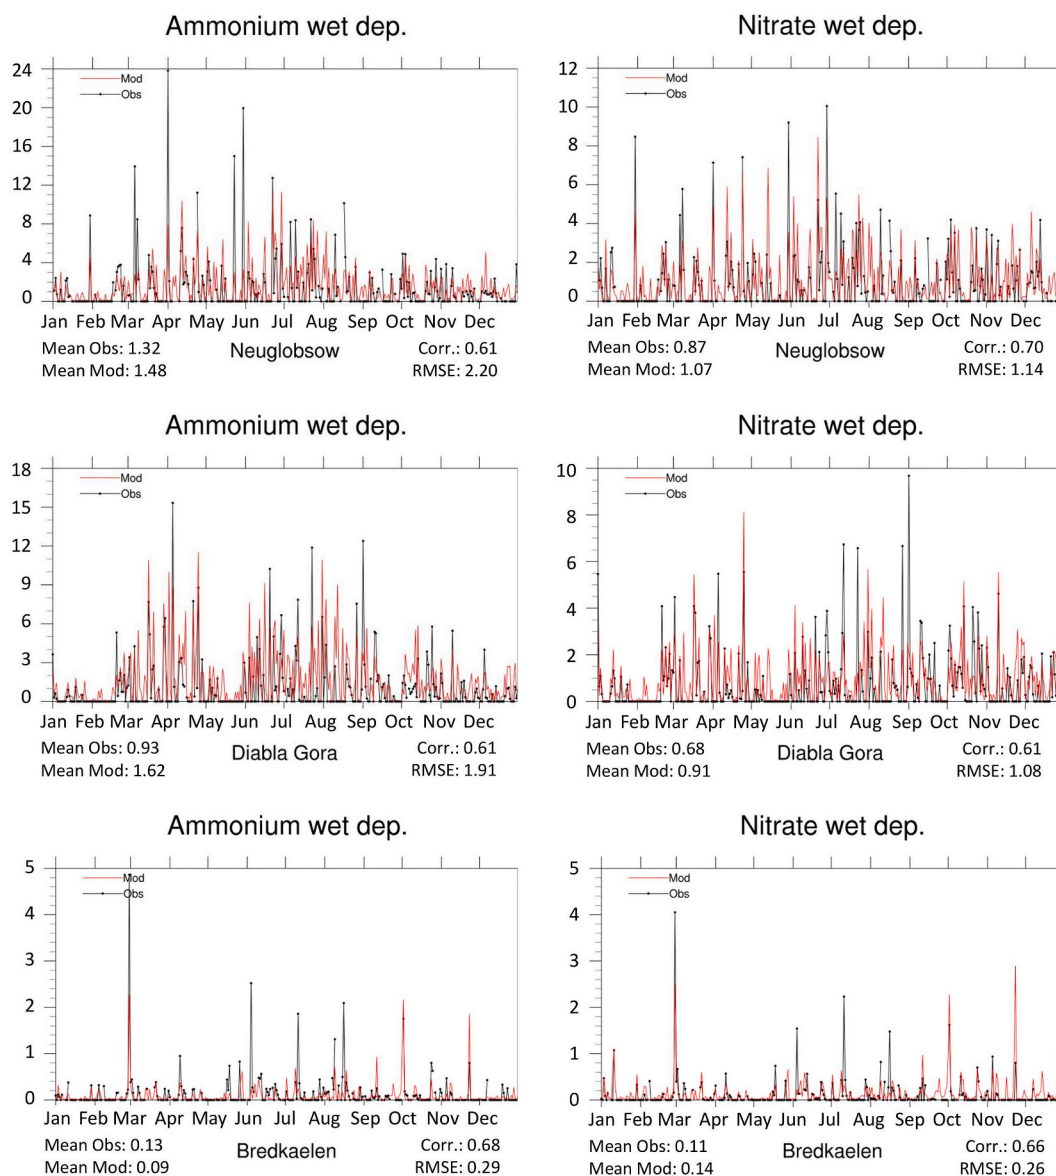 Ammonium wet dep.
24
20
16
12
8
4
0
Mod
Obs
Jan Feb Mar Apr May Jun Jul Aug Sep Oct Nov Dec
Mean Obs: 1.32
Mean Mod: 1.48
Neuglobsow
Corr.: 0.61
RMSE: 2.20
Nitrate wet dep.
12
10
8
6
4
2
0
Mod
Obs
Jan Feb Mar Apr May Jun Jul Aug Sep Oct Nov Dec
Mean Obs: 0.87
Mean Mod: 1.07
Neuglobsow
Corr.: 0.70
RMSE: 1.14
Ammonium wet dep.
18
15
12
9
6
3
0
Mod
Obs
Jan Feb Mar Apr May Jun Jul Aug Sep Oct Nov Dec
Mean Obs: 0.93
Mean Mod: 1.62
Diabla Gora
Corr.: 0.61
RMSE: 1.91
Nitrate wet dep.
10
8
6
4
2
0
Mod
Obs
Jan Feb Mar Apr May Jun Jul Aug Sep Oct Nov Dec
Mean Obs: 0.68
Mean Mod: 0.91
Diabla Gora
Corr.: 0.61
RMSE: 1.08
Ammonium wet dep.
5
4
3
2
1
0
Mod
Obs
Jan Feb Mar Apr May Jun Jul Aug Sep Oct Nov Dec
Mean Obs: 0.13
Mean Mod: 0.09
Bredkaelen
Corr.: 0.68
RMSE: 0.29
Nitrate wet dep.
5
4
3
2
1
0
Mod
Obs
Jan Feb Mar Apr May Jun Jul Aug Sep Oct Nov Dec
Mean Obs: 0.11
Mean Mod: 0.14
Bredkaelen
Corr.: 0.66
RMSE: 0.26